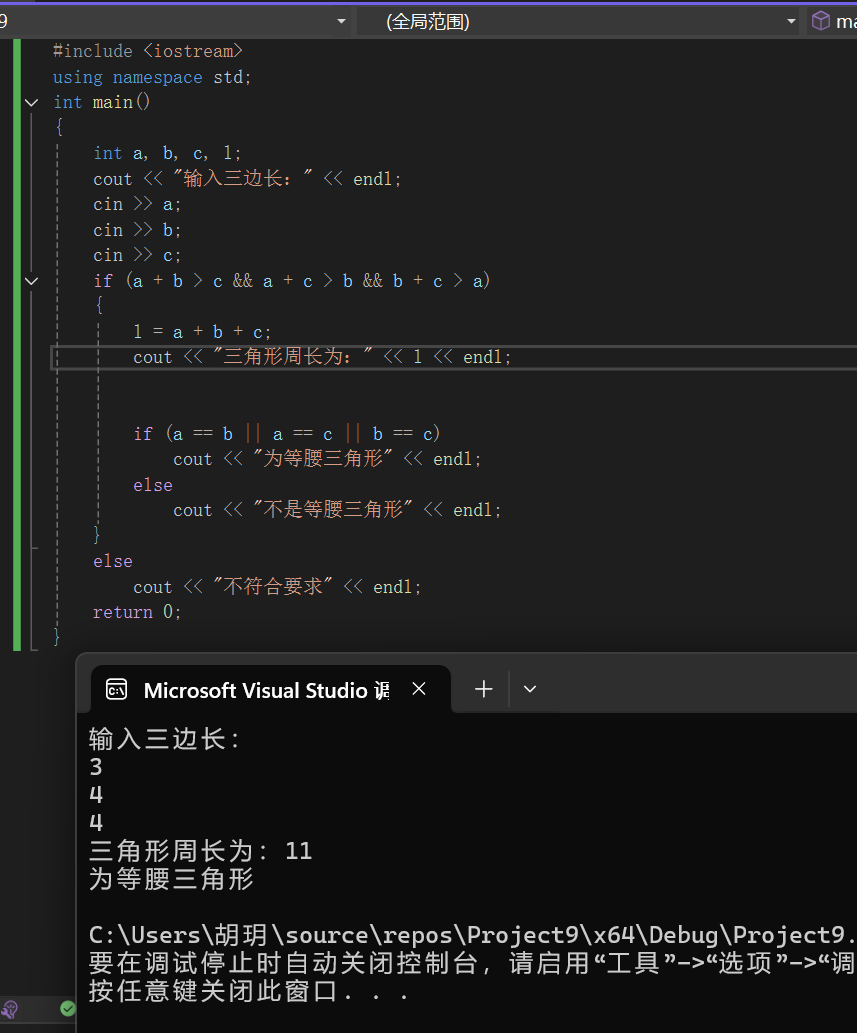 9 (全局范围) ma
#include <iostream>
using namespace std;
int main()
{
int a, b, c, l;
cout << "输入三边长：" << endl;
cin >> a;
cin >> b;
cin >> c;
if (a + b > c && a + c > b && b + c > a)
{
l = a + b + c;
cout << "三角形周长为：" << l << endl;
if (a == b || a == c || b == c)
cout << "为等腰三角形" << endl;
else
cout << "不是等腰三角形" << endl;
}
else
cout << "不符合要求" << endl;
return 0;
}
Microsoft Visual Studio 调
输入三边长：
3
4
4
三角形周长为：11
为等腰三角形
C:\Users\胡玥\source\repos\Project9\x64\Debug\Project9.
要在调试停止时自动关闭控制台，请启用“工具”->“选项”->“调
按任意键关闭此窗口. . .